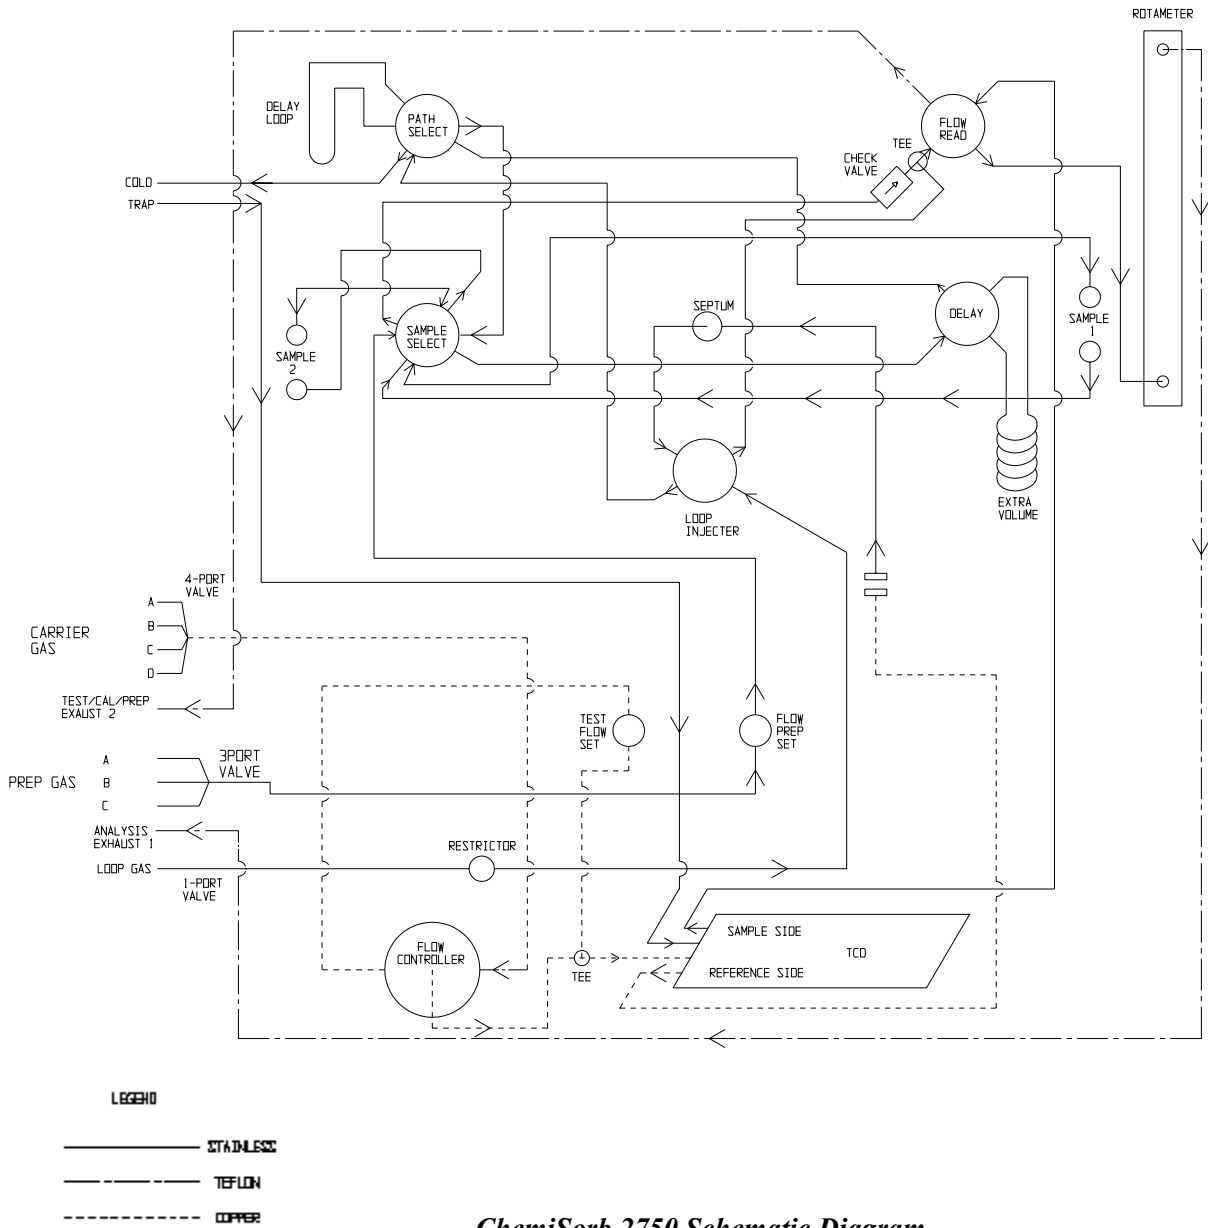 ROTAMETER
DELAY
LOOP
PATH
SELECT
FLOW
READ
TEE
CHECK
VALVE
COLD
TRAP
SEPTUM
DELAY
SAMPLE
1
SAMPLE
SELECT
SAMPLE
2
EXTRA
VOLUME
LOOP
INJECTER
4-PORT
VALVE
CARRIER
GAS
A
B
C
D
TEST/CAL/PREP
EXAUST 2
TEST
FLOW
SET
FLOW
PREP
SET
3PORT
VALVE
PREP GAS
A
B
C
ANALYSIS
EXHAUST 1
RESTRICTOR
LOOP GAS
1-PORT
VALVE
FLOW
CONTROLLER
TEE
SAMPLE SIDE
TCD
REFERENCE SIDE
LEGEND
STAINLESS
TEFLON
COPPER
ChemiSorb 2750 Schematic Diagram